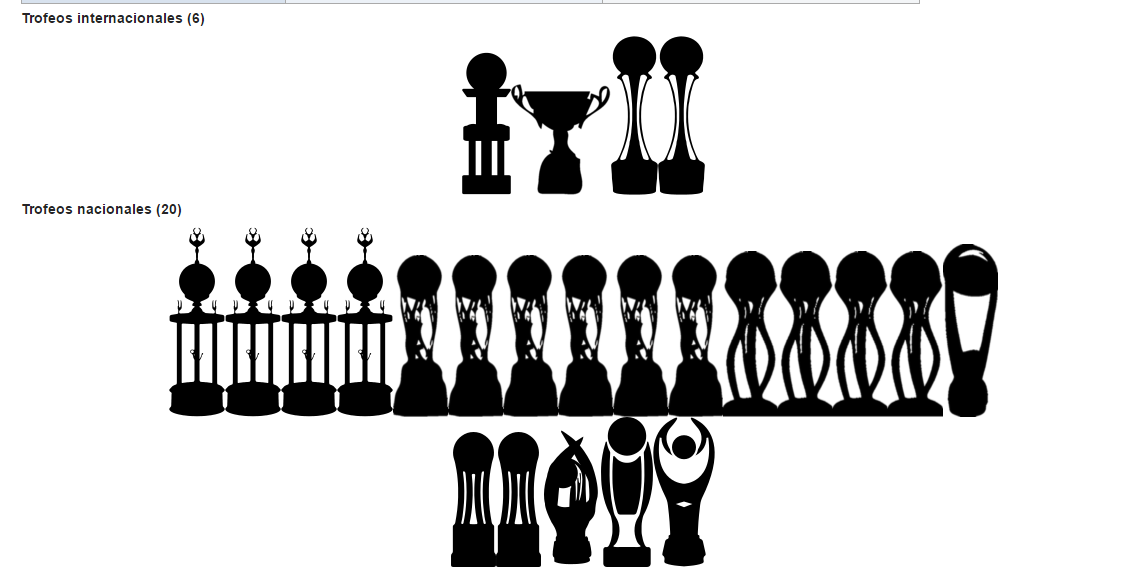 Trofeos internacionales (6)
Trofeos nacionales (20)